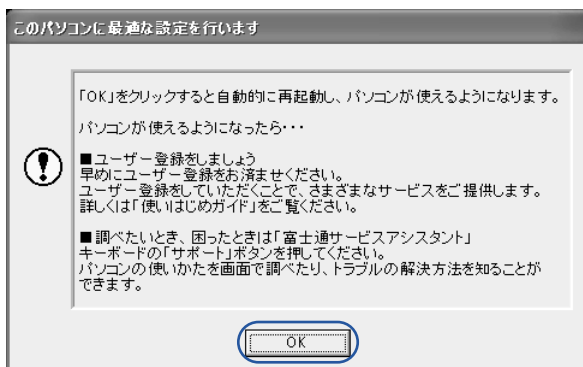 このパソコンに最適な設定を行います
「OK」をクリックすると自動的に再起動し、パソコンが使えるようになります。
パソコンが使えるようになったら・・・
■ユーザー登録をしましょう
早めにユーザー登録をお済ませください。
ユーザー登録をしていただくことで、さまざまなサービスをご提供します。
詳しくは「使いはじめガイド」をご覧ください。
■調べたいとき、困ったときは「富士通サービスアシスタント」
キーボードの「サポート」ボタンを押してください。
パソコンの使いかたを画面で調べたり、トラブルの解決方法を知ることが
できます。
OK